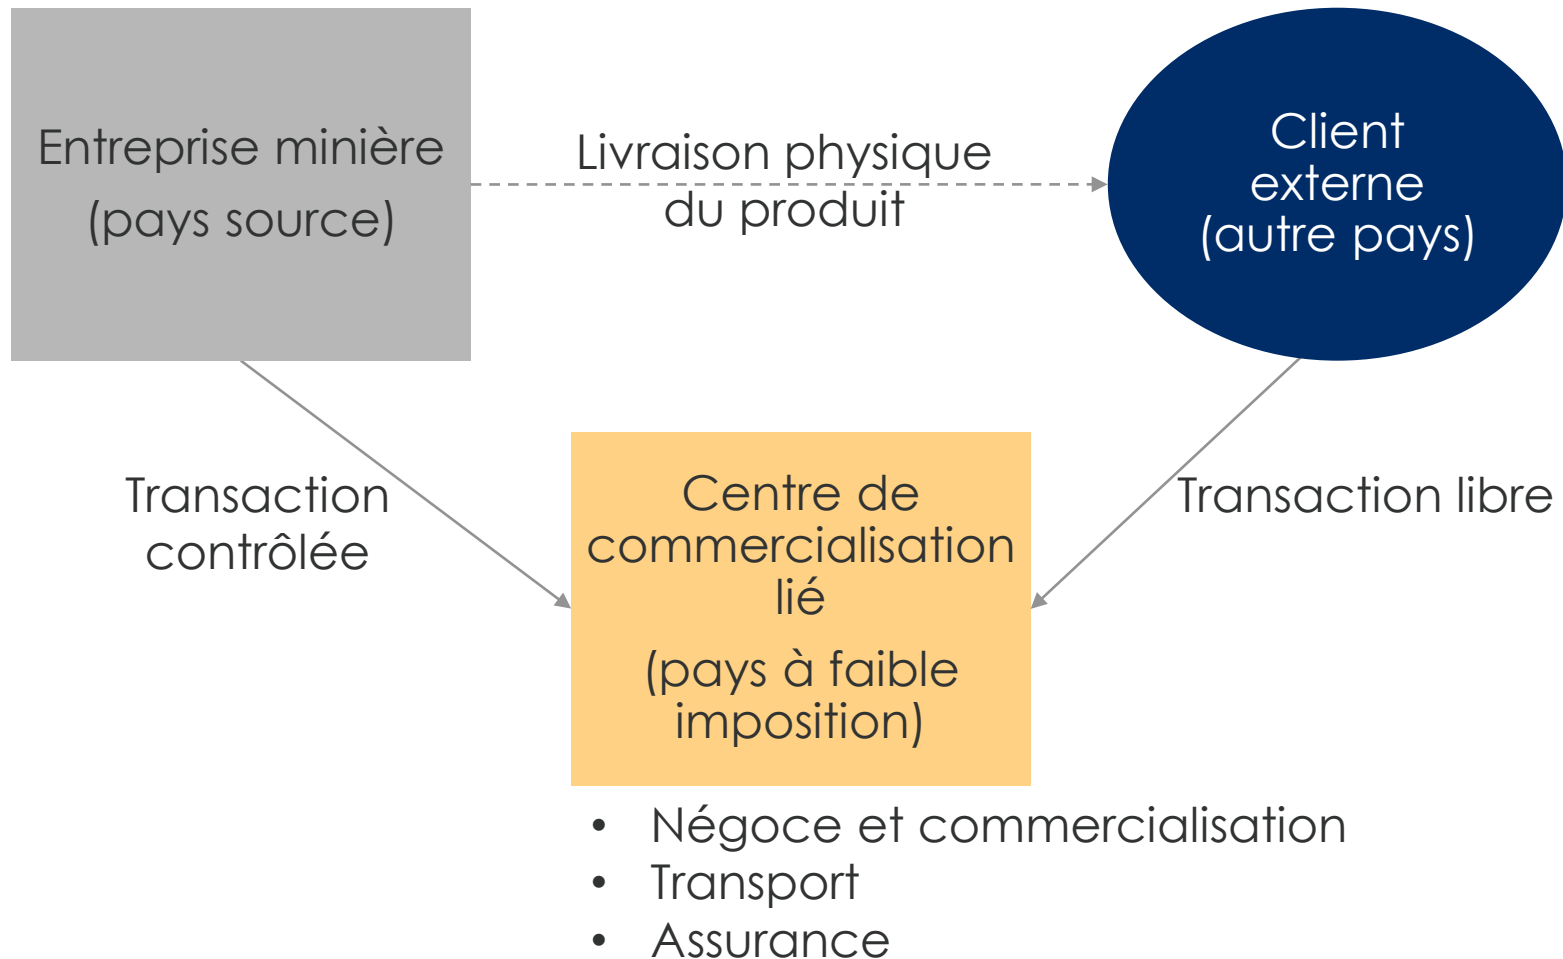 Entreprise minière
(pays source)
Livraison physique
du produit
Client
externe
(autre pays)
Transaction
contrôlée
Centre de
commercialisation
lié
(pays à faible
imposition)
Transaction libre
• Négoce et commercialisation
• Transport
• Assurance